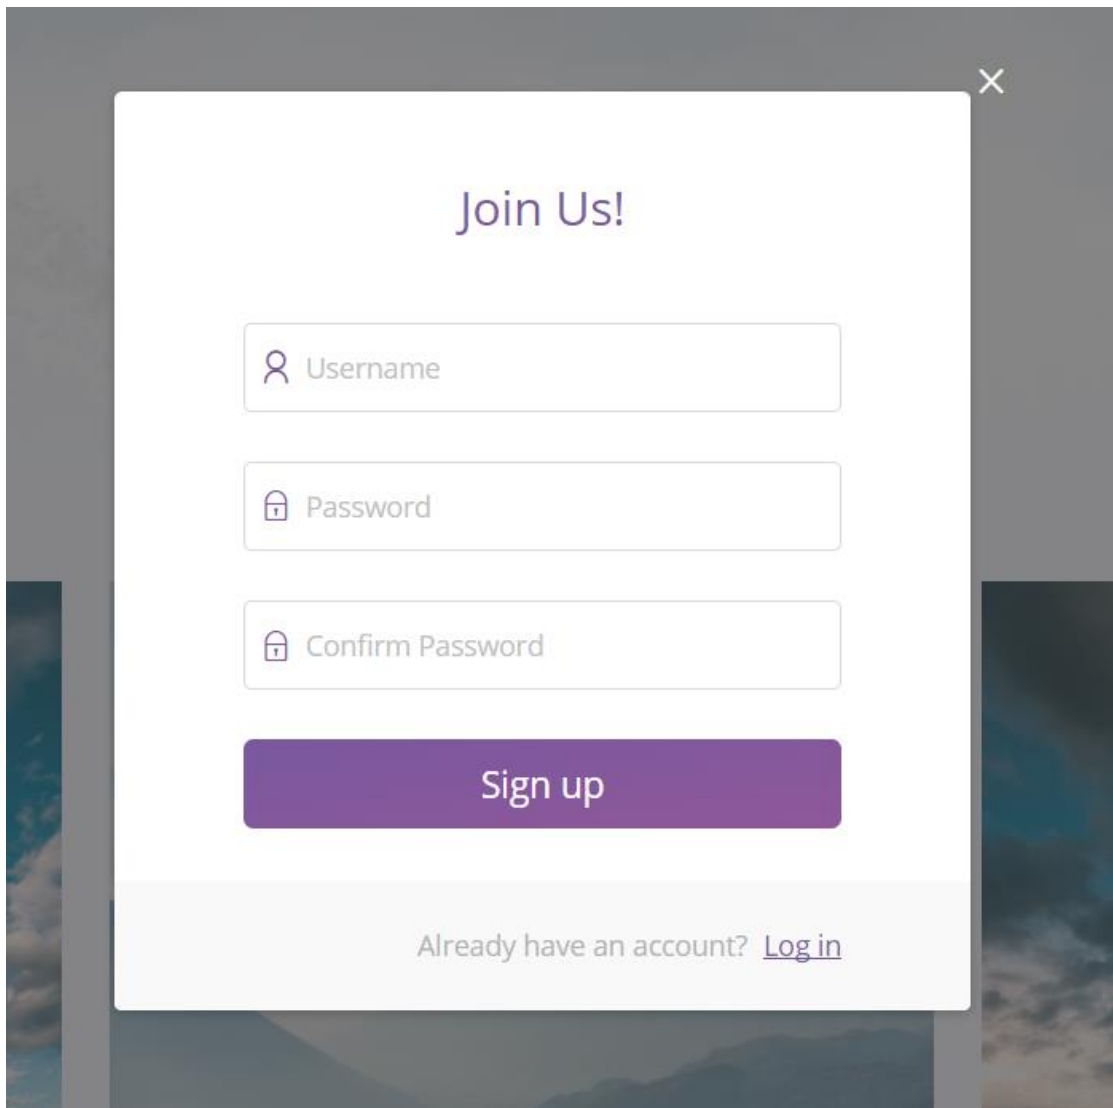 Join Us!
Username
Password
Confirm Password
Sign up
Already have an account? Log in